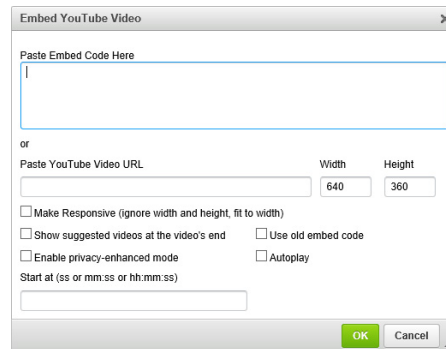 Embed YouTube Video
Paste Embed Code Here
or
Paste YouTube Video URL Width Height
640 360
Make Responsive (ignore width and height, fit to width)
Show suggested videos at the video's end Use old embed code
Enable privacy-enhanced mode Autoplay
Start at (ss or mm:ss or hh:mm:ss)
OK Cancel